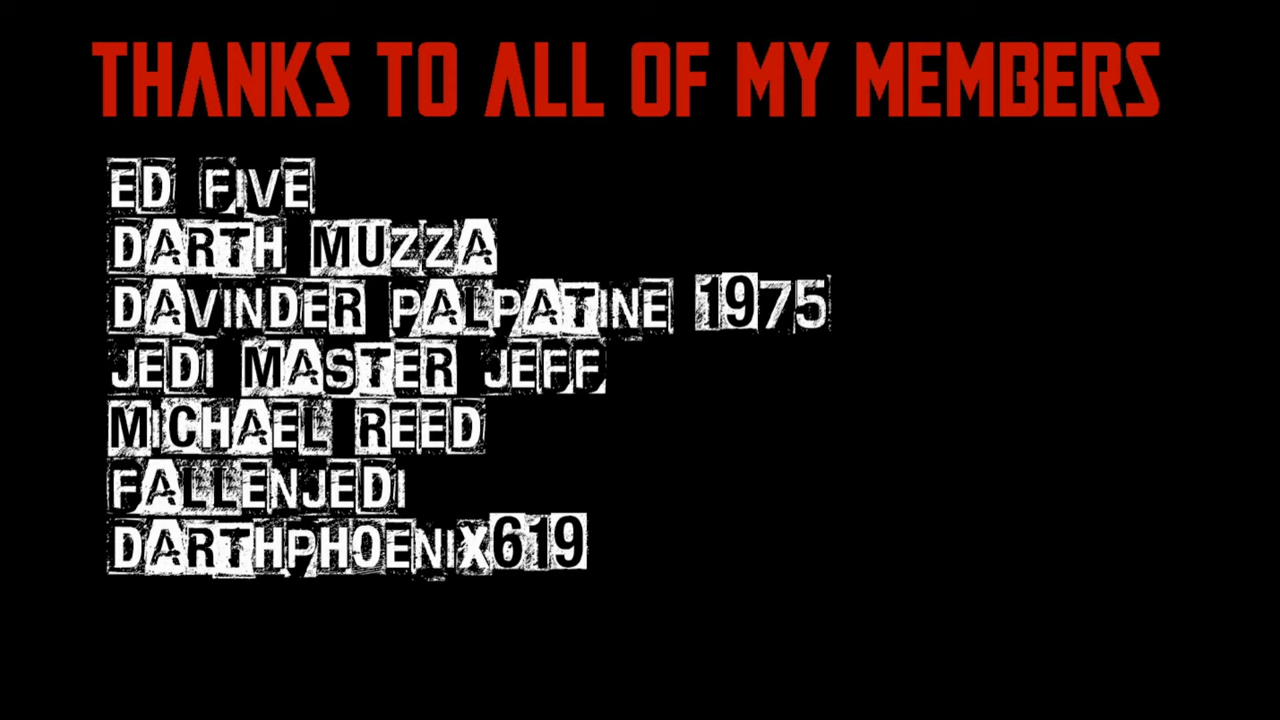 THANKS TO ALL OF MY MEMBERS
ED FIVE
DARTH MUZZA
DAVINDER PALPATINE 1975
JEDI MASTER JEFF
MICHAEL REED
FALLENJEDI
DARTHPHOENIX619